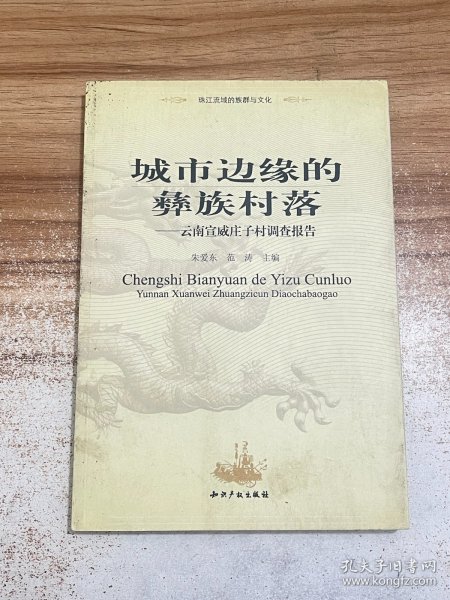 珠江流域的族群与文化
城市边缘的
彝族村落
——云南宣威庄子村调查报告
朱爱东 范涛 主编
Chengshi Bianyuan de Yizu Cunluo
Yunnan Xuanwei Zhuangzicun Diaochabaogao
知识产权出版社
孔夫子旧书网
www.kongfz.com